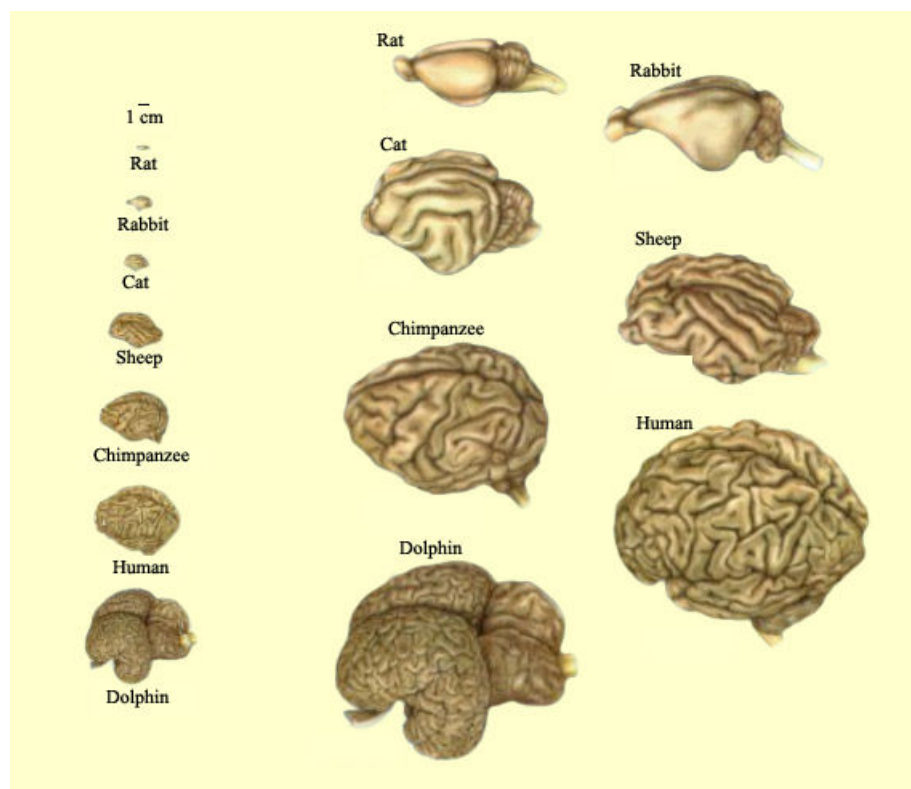 1 cm
Rat
Rabbit
Cat
Sheep
Chimpanzee
Human
Dolphin
Rat
Rabbit
Cat
Sheep
Chimpanzee
Human
Dolphin